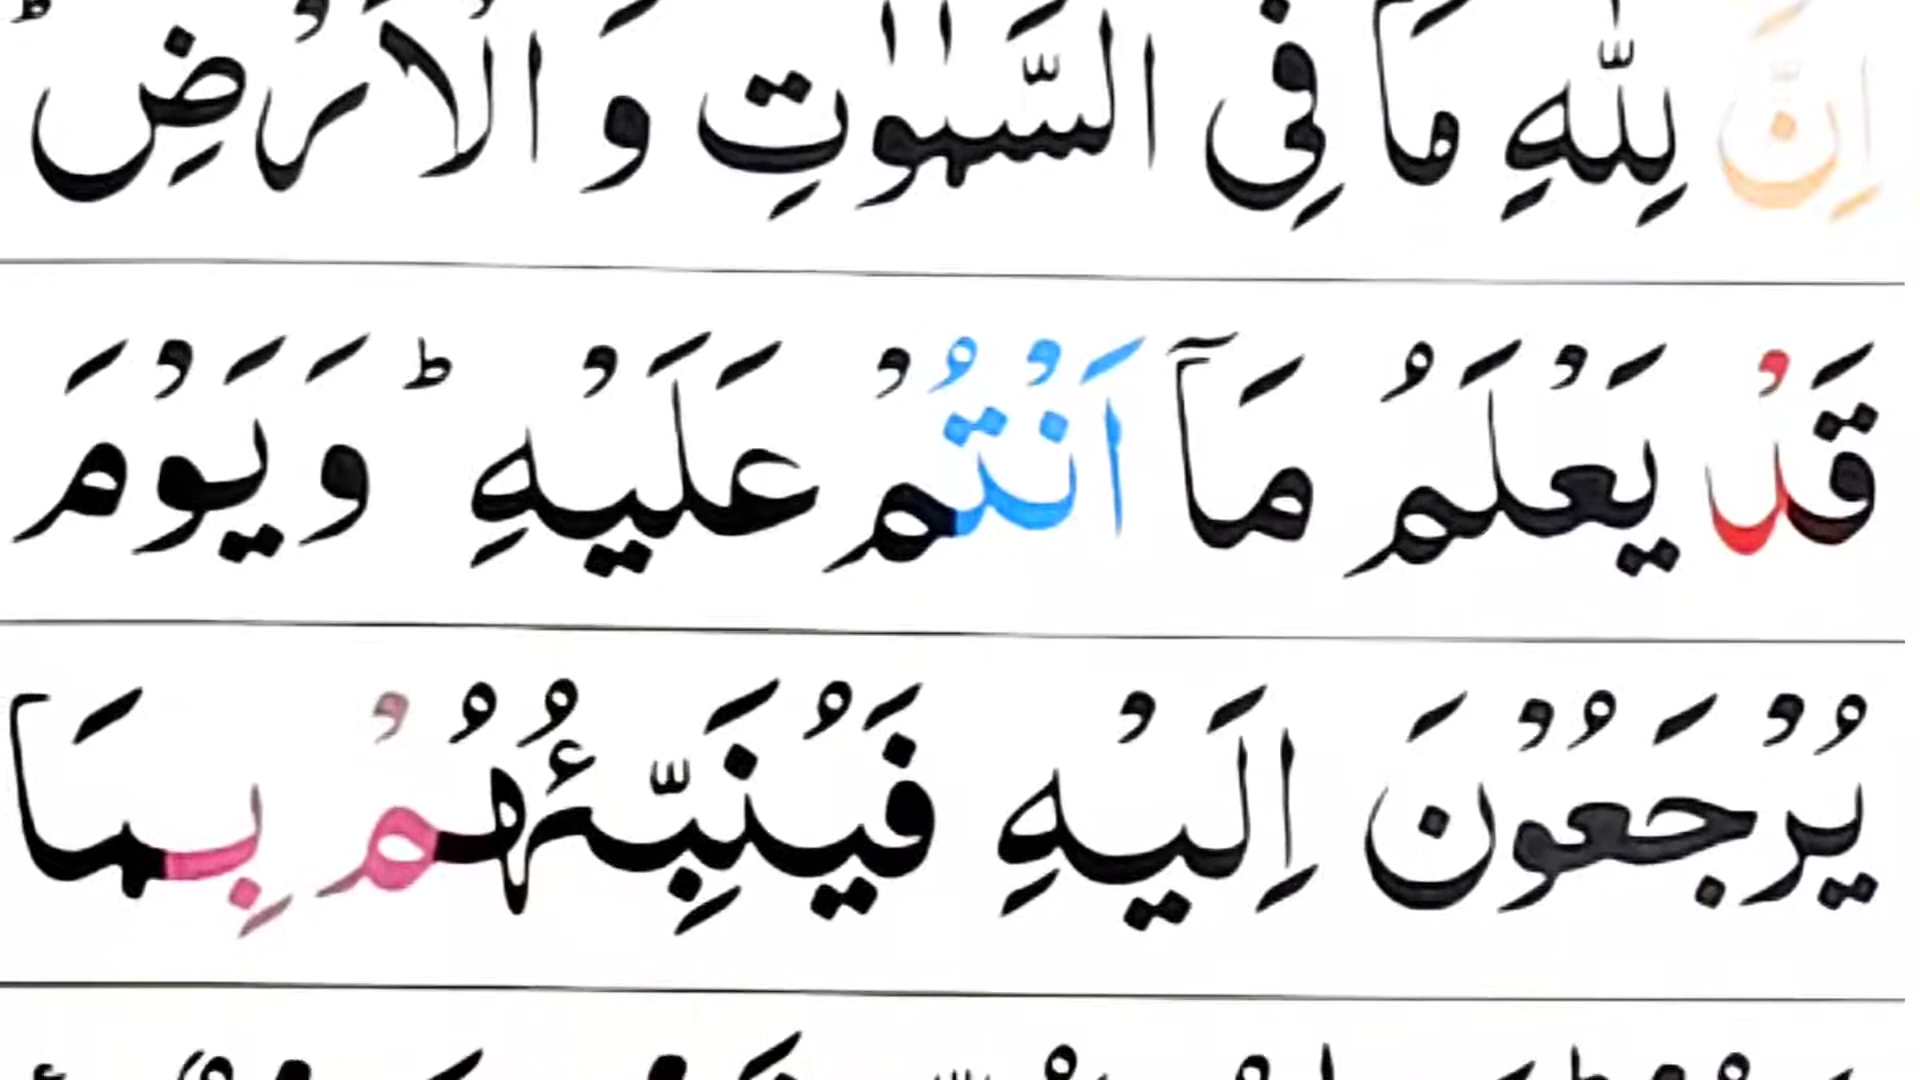 اِنَّ لِلّٰهِ مَا فِی السَّمٰوٰتِ وَ الْاَرْضِ ؕ
قَدْ یَعْلَمُ مَاۤ اَنْتُمْ عَلَیْهِ ؕ وَیَوْمَ
یُرْجَعُوْنَ اِلَیْهِ فَیُنَبِّئُهُمْ بِمَا